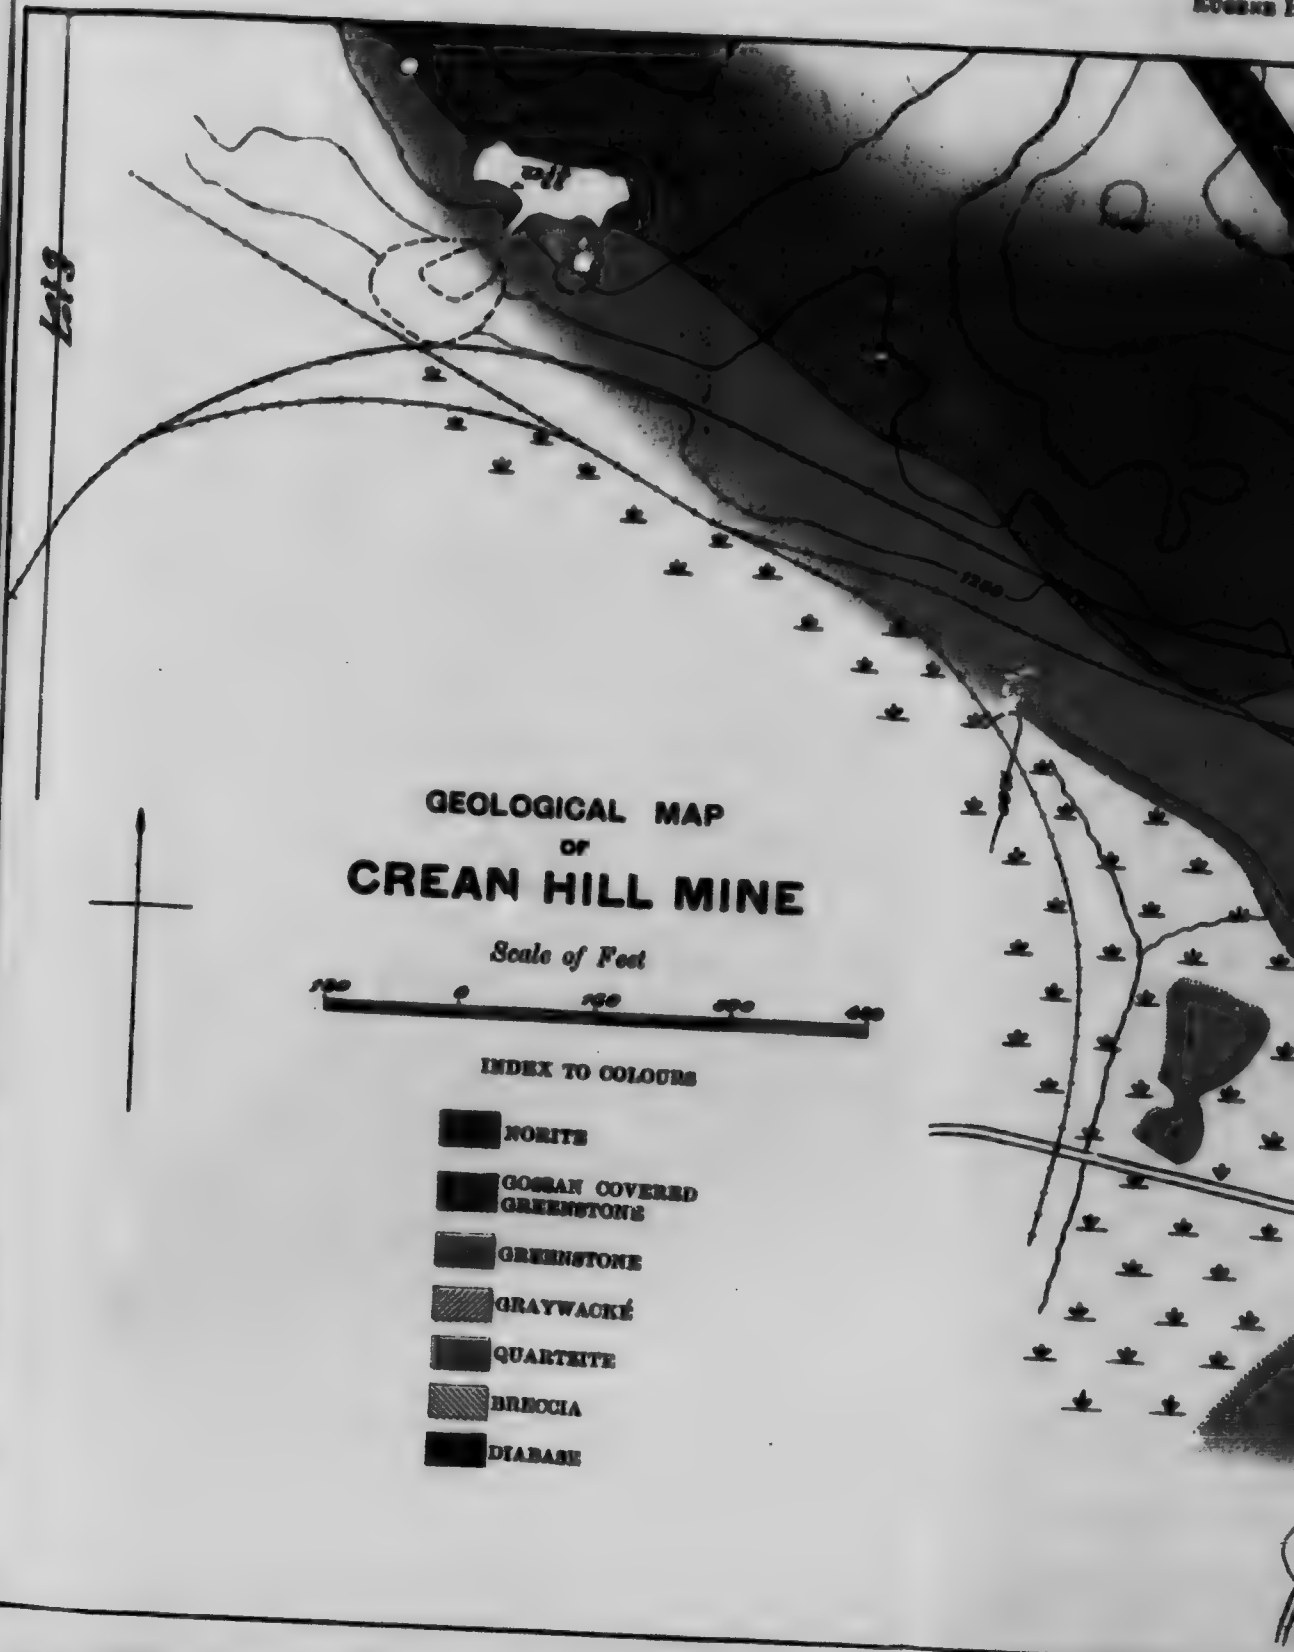 GEOLOGICAL MAP
OF
CREAN HILL MINE
Scale of Feet
0
INDEX TO COLOURS
NORITE
GOSSAN COVERED
GREENSTONE
GREENSTONE
GRAYWACKÉ
QUARTZITE
BRECCIA
DIABASE